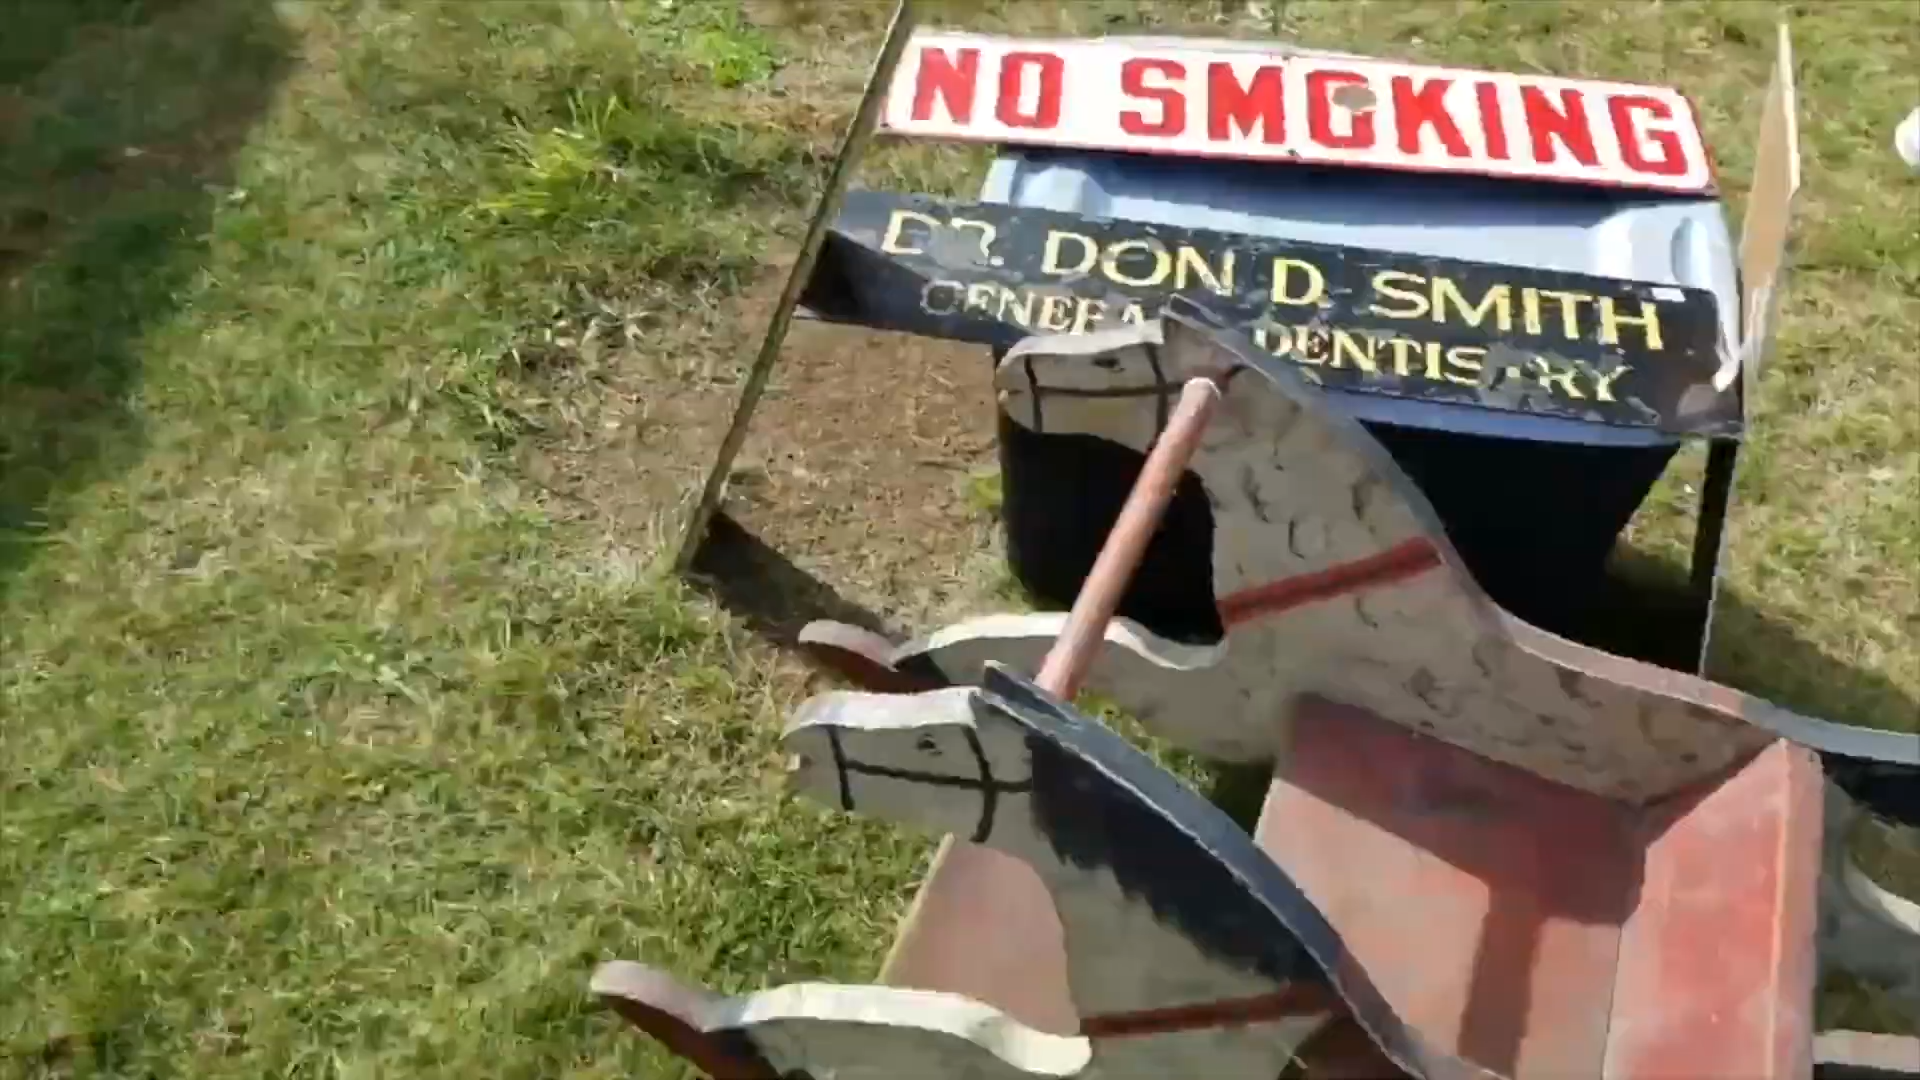 NO SMOKING
DR. DON D. SMITH
GENERAL DENTISTRY